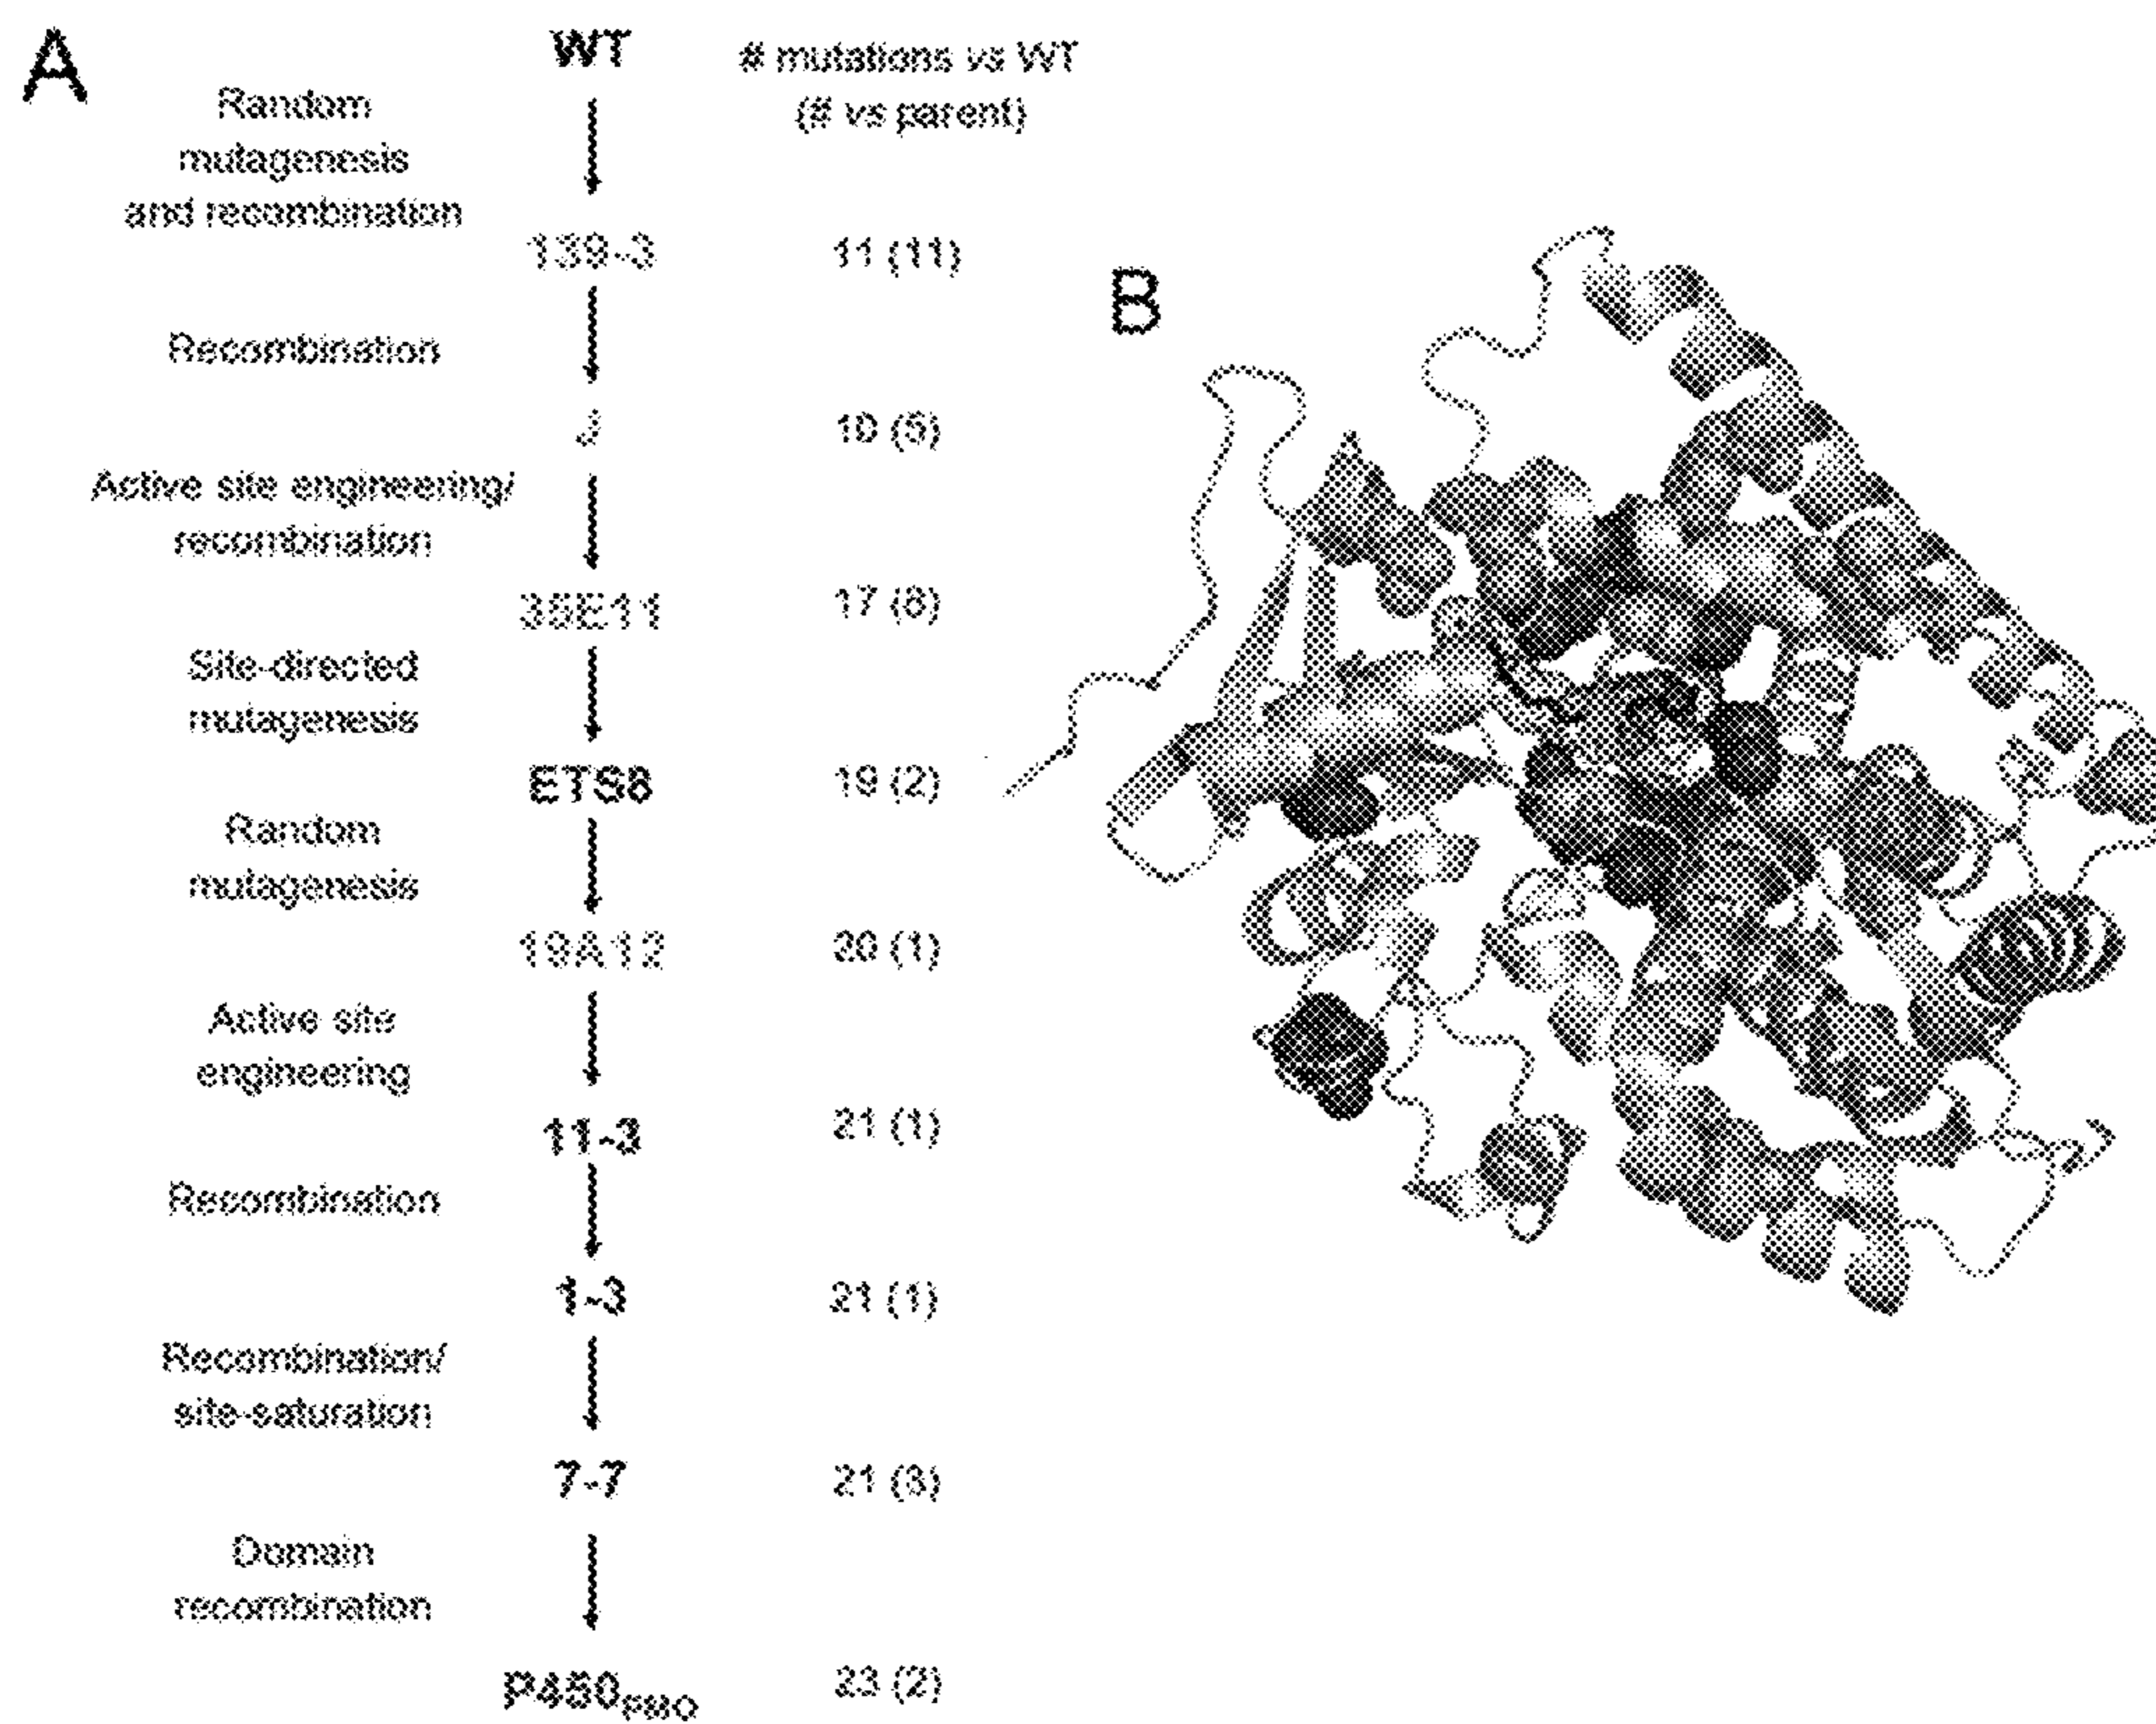 A
WT
# mutations vs WT
(# vs parent)
Random
mutagenesis
and recombination
139-3
11 (11)
B
Recombination
J
10 (5)
Active site engineering/
recombination
35E11
17 (8)
Site-directed
mutagenesis
ETS8
19 (2)
Random
mutagenesis
19A12
20 (1)
Active site
engineering
11-3
21 (1)
Recombination
1-3
21 (1)
Recombination/
site-saturation
7-7
21 (3)
Domain
recombination
P450PMO
23 (2)